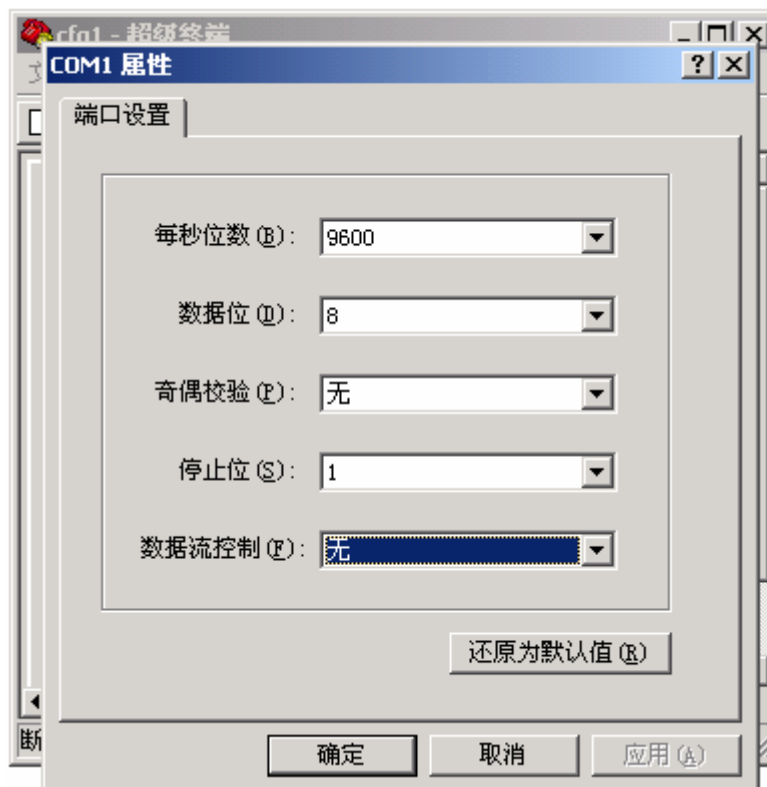 cfg1 - 超级终端
COM1 属性
端口设置
每秒位数(B): 9600
数据位(D): 8
奇偶校验(P): 无
停止位(S): 1
数据流控制(F): 无
还原为默认值(R)
断
确定 取消 应用(A)